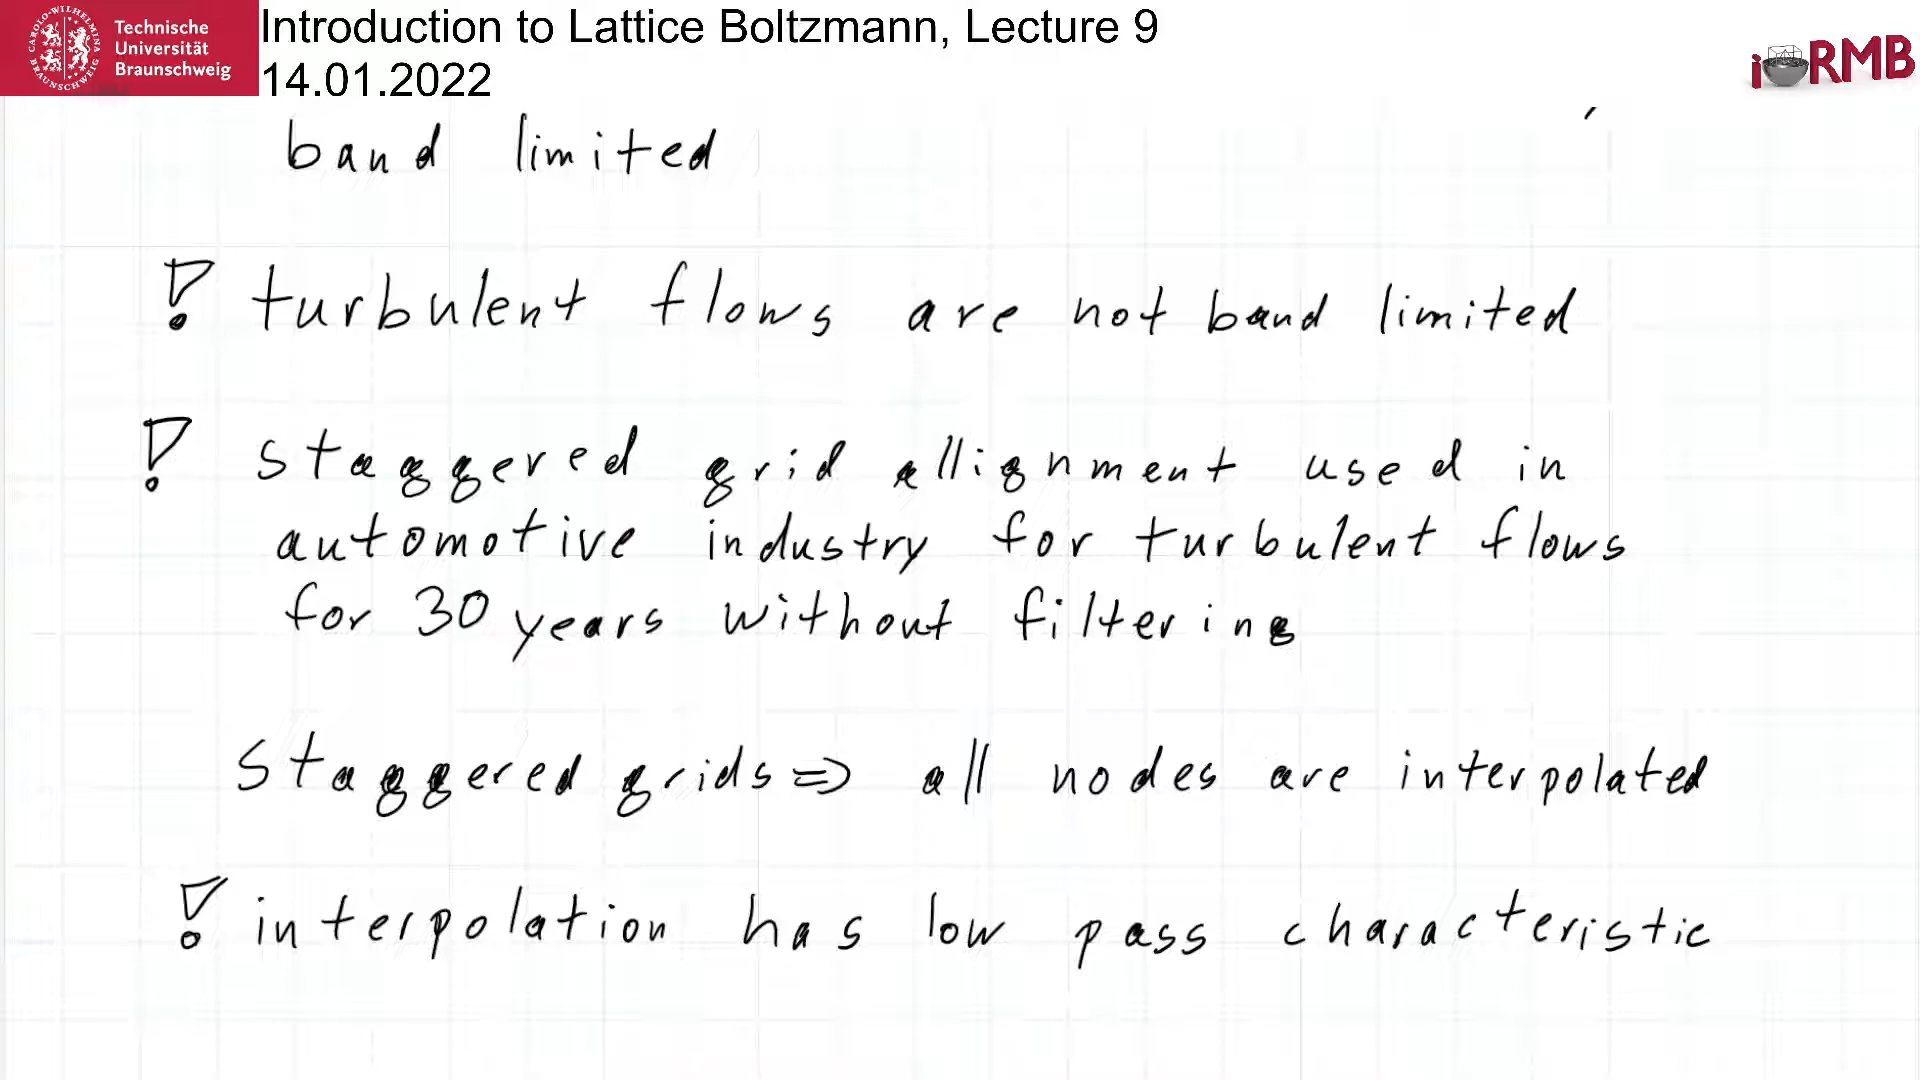 Technische
Universität
Braunschweig
Introduction to Lattice Boltzmann, Lecture 9
14.01.2022
iRMB
band limited
! turbulent flows are not band limited
! staggered grid allignment used in
automotive industry for turbulent flows
for 30 years without filtering
staggered grids => all nodes are interpolated
! interpolation has low pass characteristic